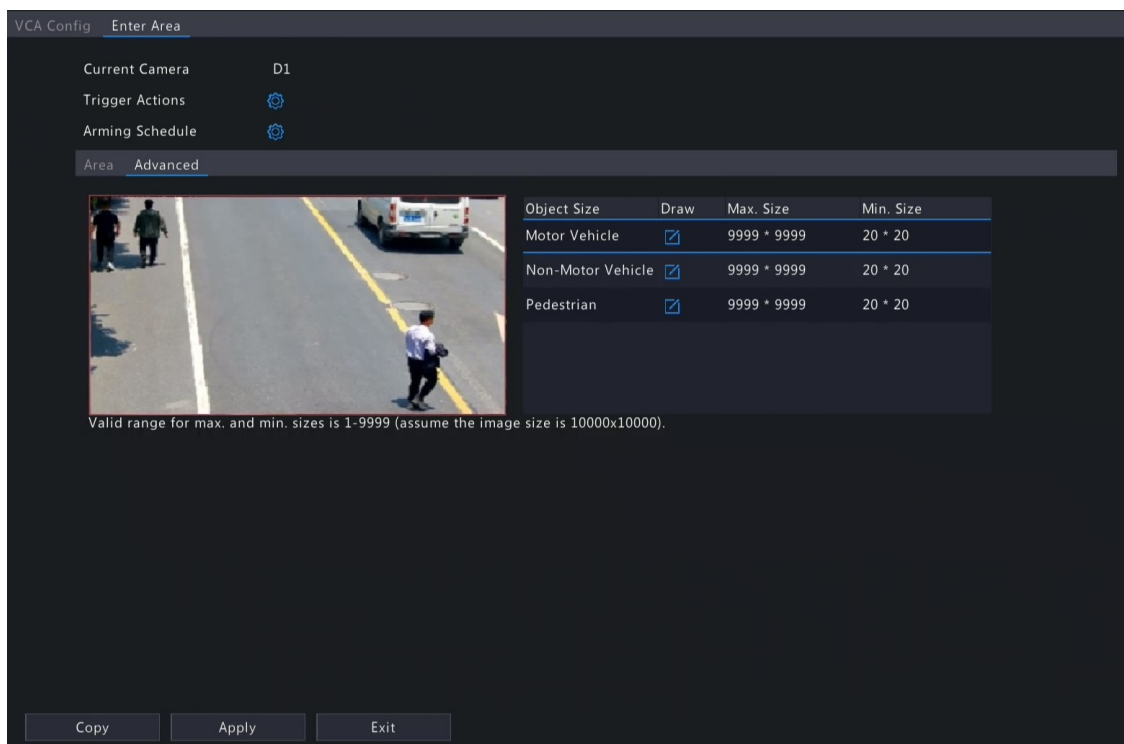 VCA Config Enter Area
Current Camera D1
Trigger Actions
Arming Schedule
Area Advanced
Object Size Draw Max. Size Min. Size
Motor Vehicle 9999 * 9999 20 * 20
Non-Motor Vehicle 9999 * 9999 20 * 20
Pedestrian 9999 * 9999 20 * 20
Valid range for max. and min. sizes is 1-9999 (assume the image size is 10000x10000).
Copy Apply Exit